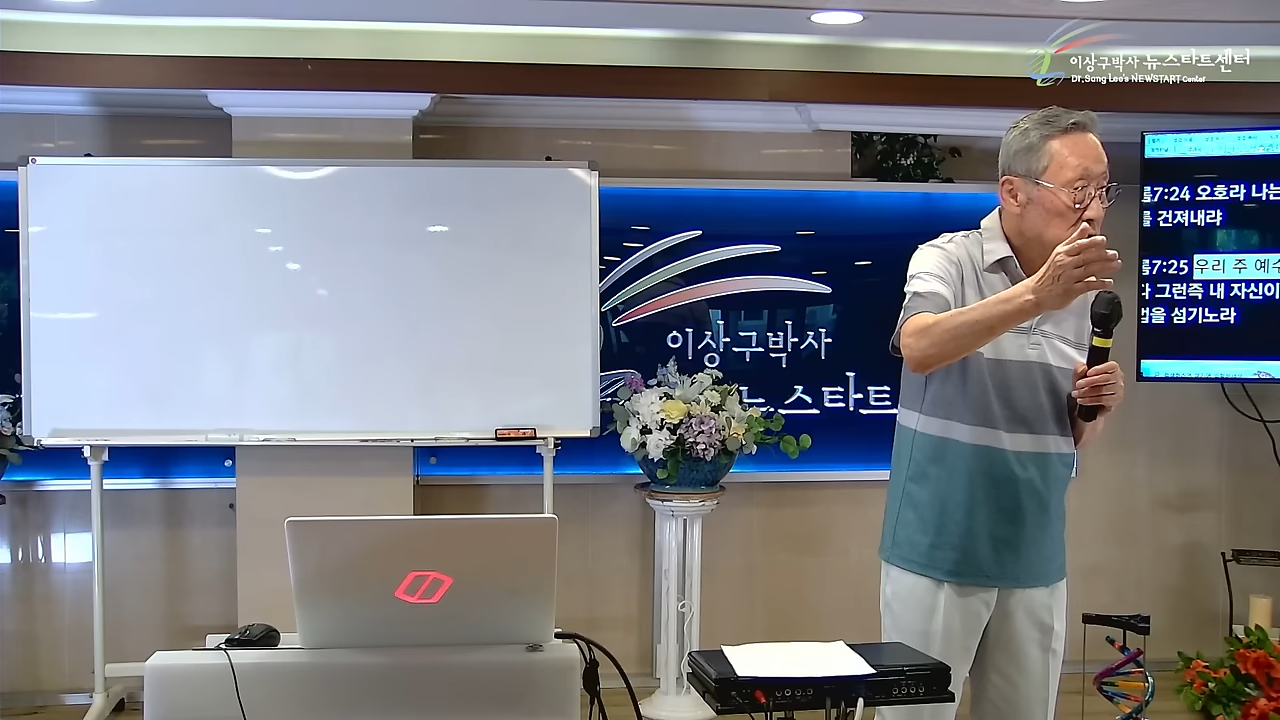 이상구박사 뉴스타트센터
Dr.Sang Lee's NEWSTART Center
이상구박사
뉴스타트
7:24 오호라 나는
건져내랴
7:25 우리 주 예수
그런즉 내 자신이
법을 섬기노라